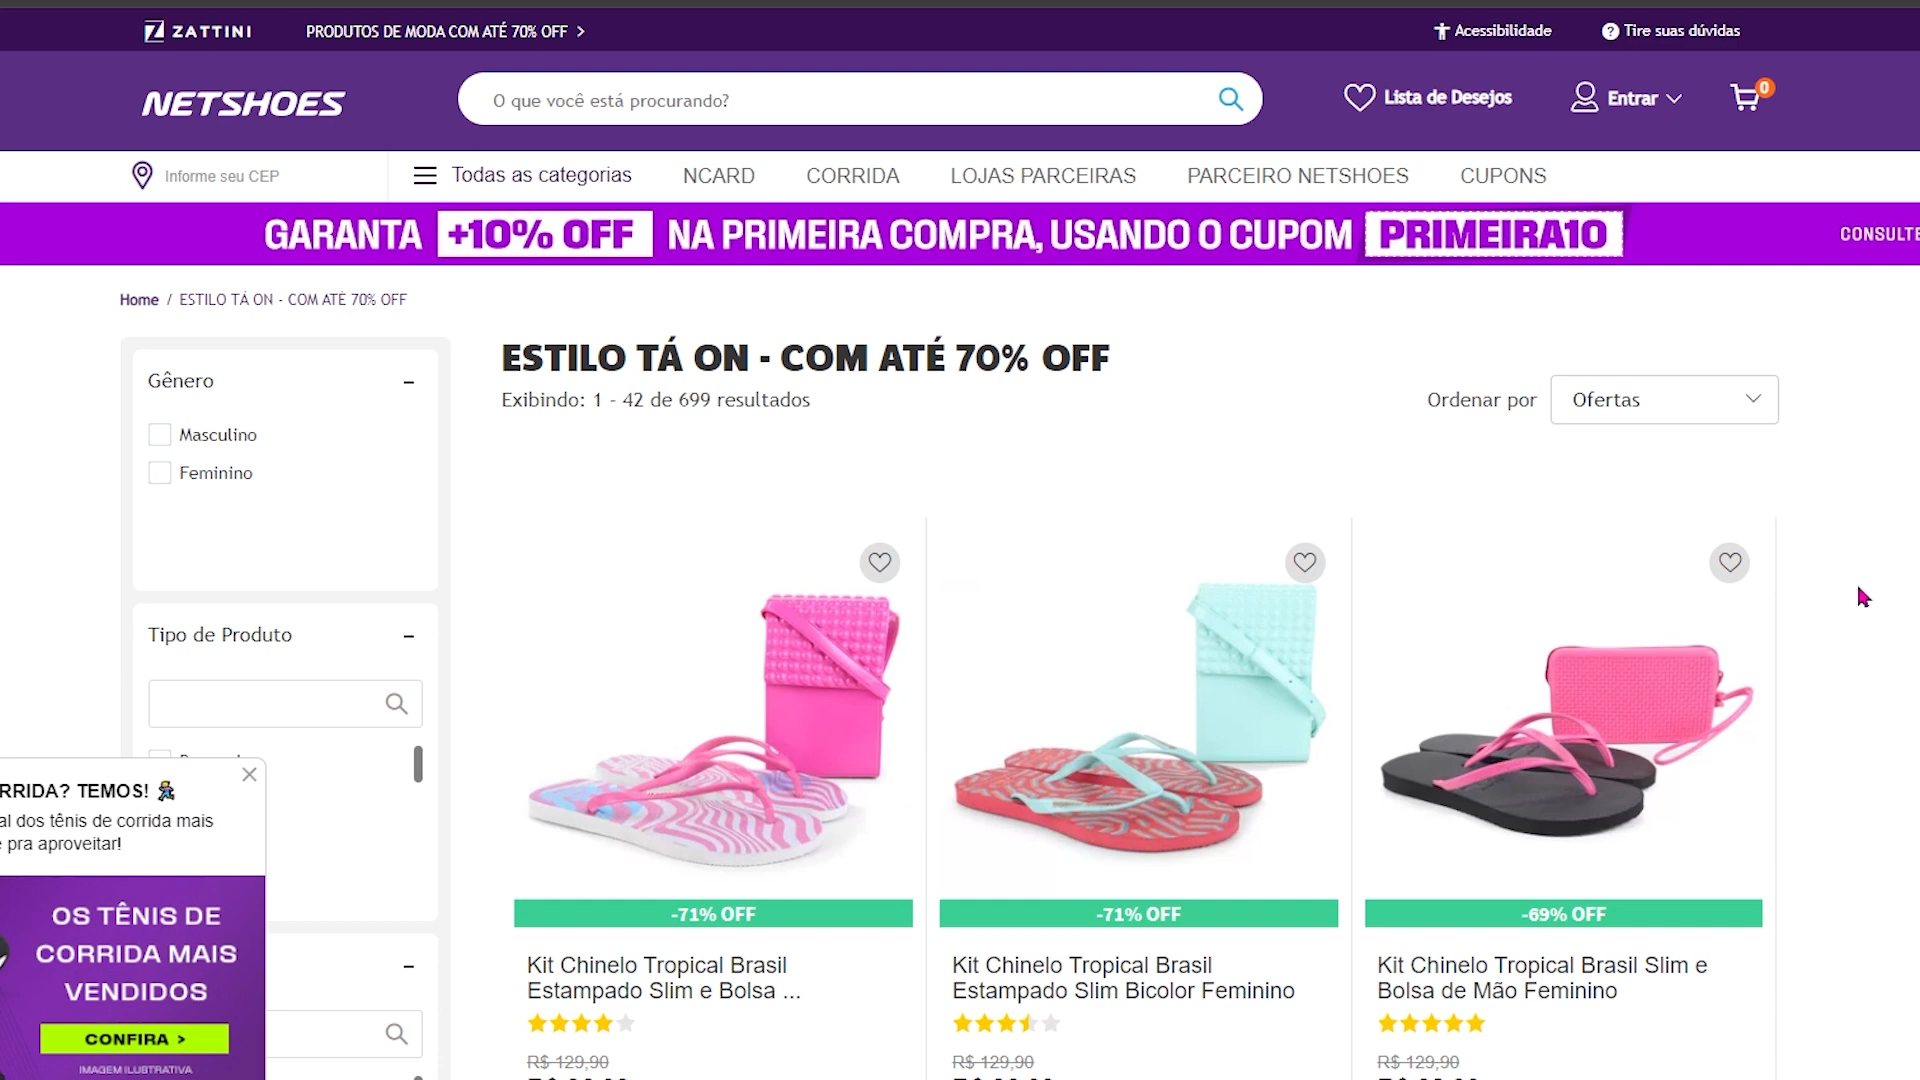 ZATTINI
PRODUTOS DE MODA COM ATÉ 70% OFF >
Acessibilidade
? Tire suas dúvidas
NETSHOES
O que você está procurando?
Lista de Desejos
Entrar
0
Informe seu CEP
Todas as categorias
NCARD
CORRIDA
LOJAS PARCEIRAS
PARCEIRO NETSHOES
CUPONS
GARANTA +10% OFF NA PRIMEIRA COMPRA, USANDO O CUPOM PRIMEIRA10
CONSULTE
Home / ESTILO TÁ ON - COM ATÉ 70% OFF
ESTILO TÁ ON - COM ATÉ 70% OFF
Exibindo: 1 - 42 de 699 resultados
Ordenar por
Ofertas
Gênero
Masculino
Feminino
Tipo de Produto
RRIDA? TEMOS!
al dos tênis de corrida mais
pra aproveitar!
OS TÊNIS DE
CORRIDA MAIS
VENDIDOS
CONFIRA >
IMAGEM ILUSTRATIVA
-71% OFF
Kit Chinelo Tropical Brasil
Estampado Slim e Bolsa ...
R$ 129,90
-71% OFF
Kit Chinelo Tropical Brasil
Estampado Slim Bicolor Feminino
R$ 129,90
-69% OFF
Kit Chinelo Tropical Brasil Slim e
Bolsa de Mão Feminino
R$ 129,90